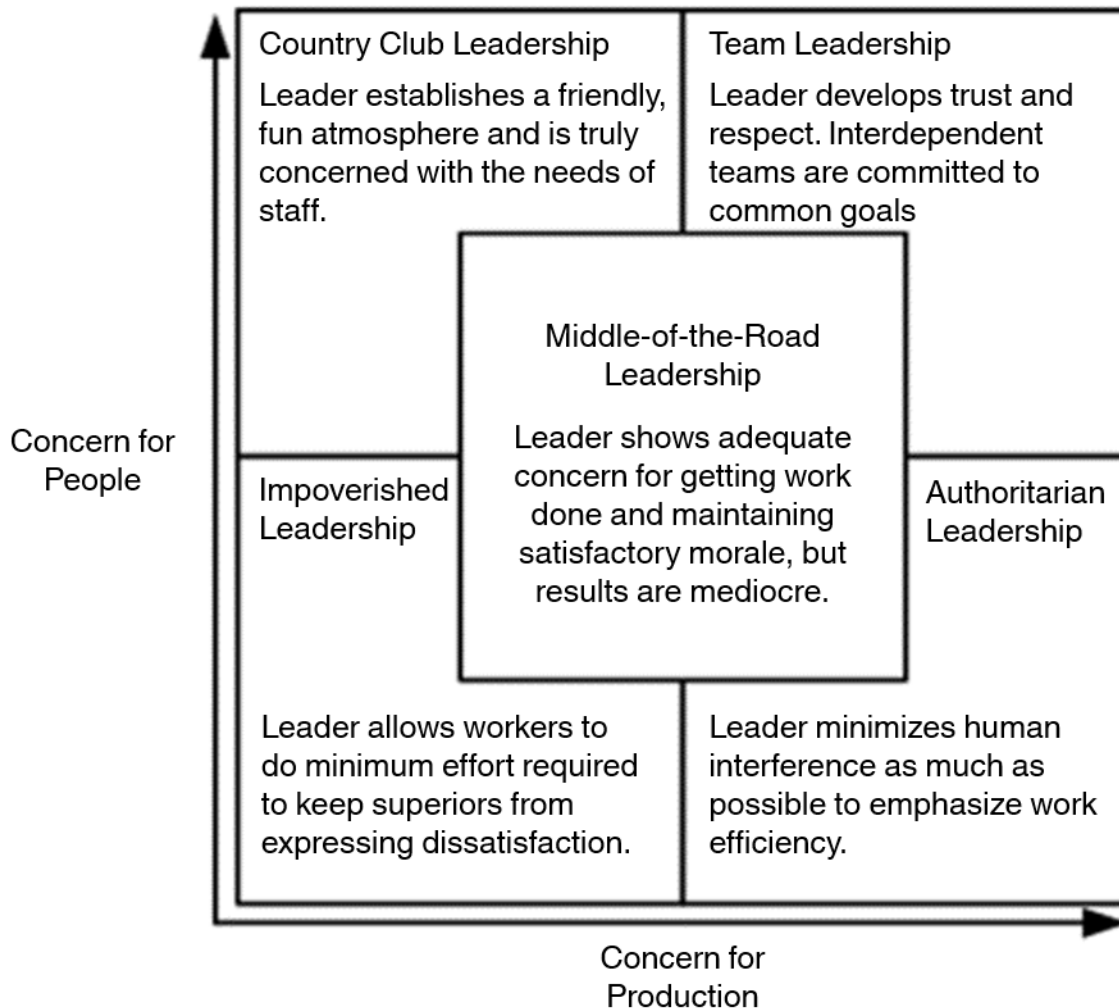 Country Club Leadership
Leader establishes a friendly,
fun atmosphere and is truly
concerned with the needs of
staff.
Team Leadership
Leader develops trust and
respect. Interdependent
teams are committed to
common goals
Middle-of-the-Road
Leadership
Leader shows adequate
concern for getting work
done and maintaining
satisfactory morale, but
results are mediocre.
Concern for
People
Impoverished
Leadership
Leader allows workers to
do minimum effort required
to keep superiors from
expressing dissatisfaction.
Authoritarian
Leadership
Leader minimizes human
interference as much as
possible to emphasize work
efficiency.
Concern for
Production